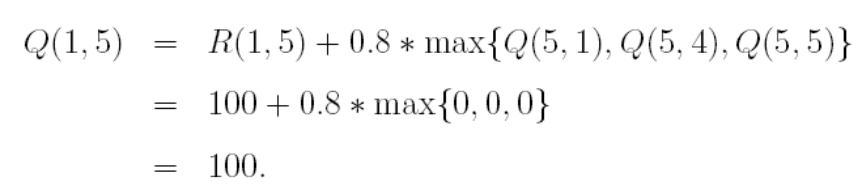 Q(1, 5) = R(1, 5) + 0.8 ∗ max{Q(5, 1), Q(5, 4), Q(5, 5)}
= 100 + 0.8 ∗ max{0, 0, 0}
= 100.